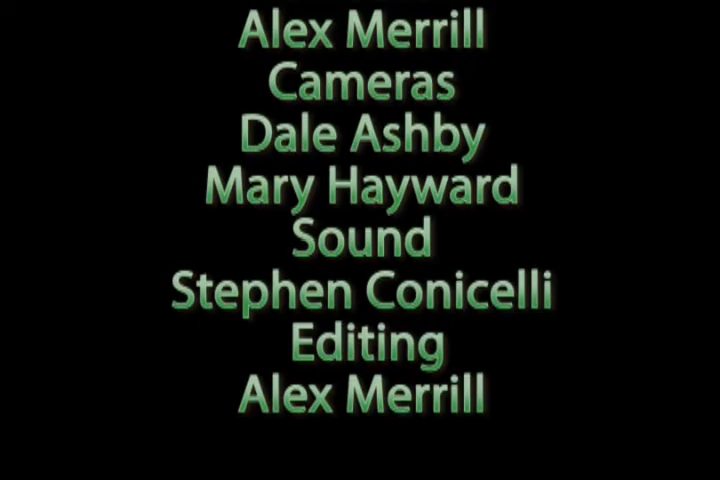 Alex Merrill
Cameras
Dale Ashby
Mary Hayward
Sound
Stephen Conicelli
Editing
Alex Merrill